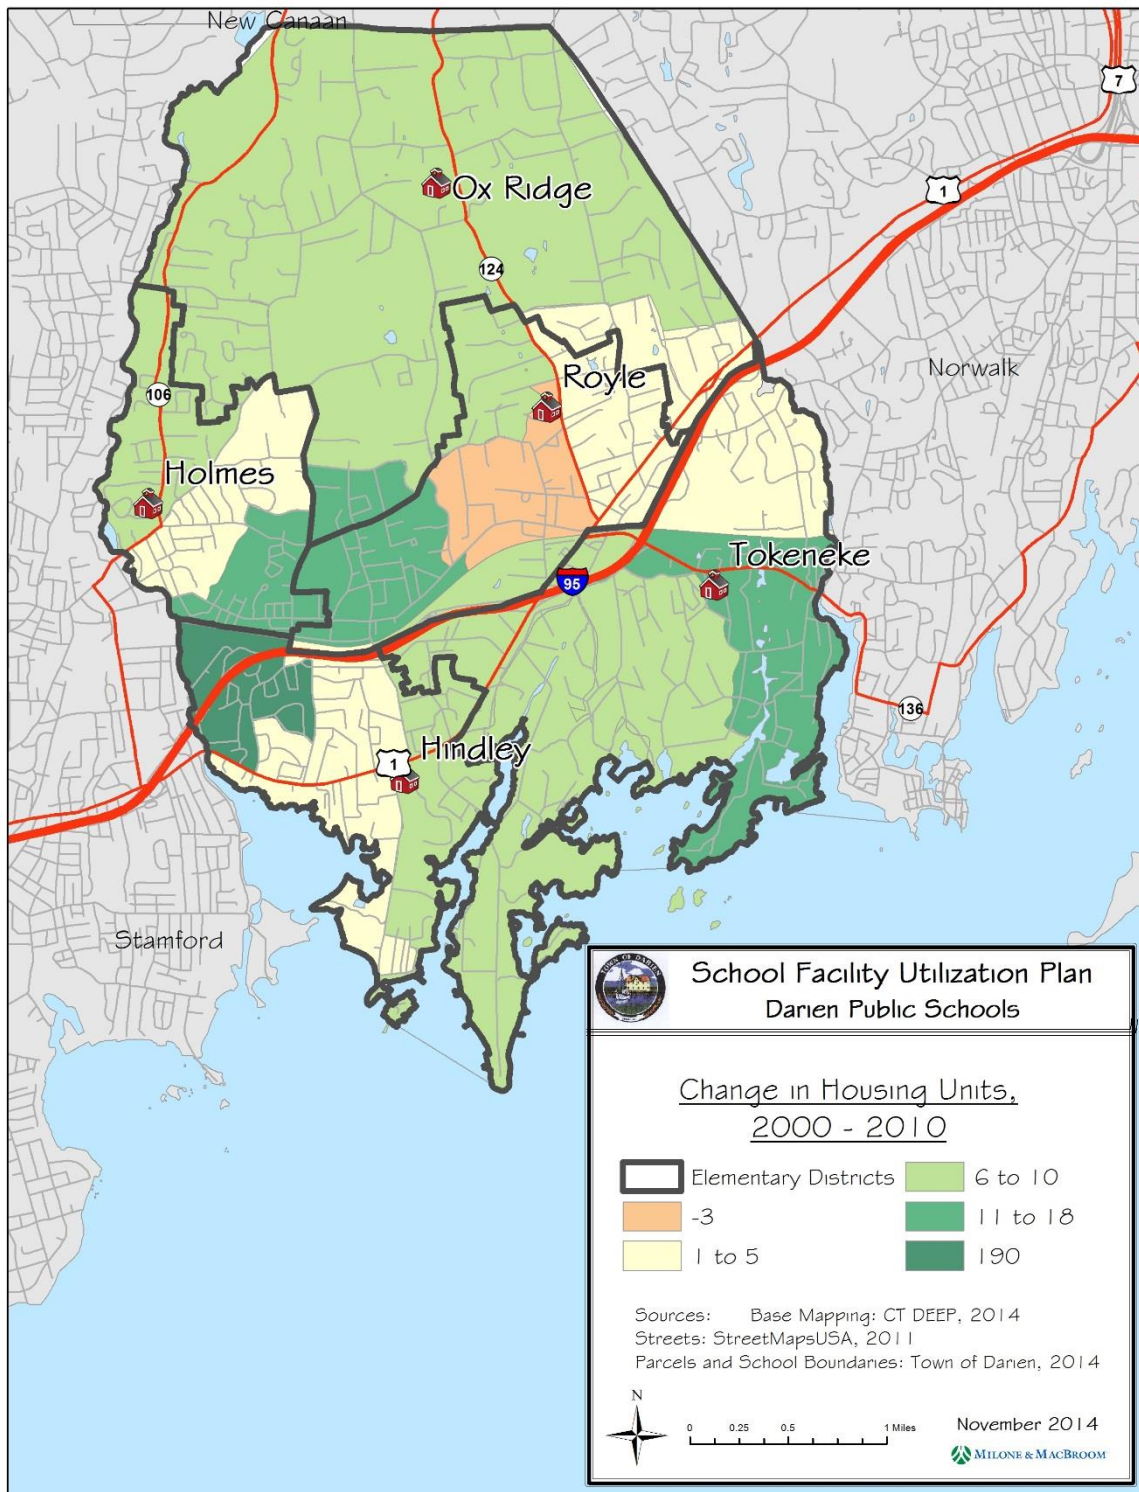 New Canaan
7
1
Ox Ridge
124
Norwalk
Royle
106
Holmes
Tokeneke
95
136
Hindley
1
Stamford
TOWN OF DARIEN
School Facility Utilization Plan
Darien Public Schools
Change in Housing Units,
2000 - 2010
Elementary Districts
6 to 10
-3
11 to 18
1 to 5
190
Sources: Base Mapping: CT DEEP, 2014
Streets: StreetMapsUSA, 2011
Parcels and School Boundaries: Town of Darien, 2014
N
0 0.25 0.5 1 Miles
November 2014
MILONE & MACBROOM